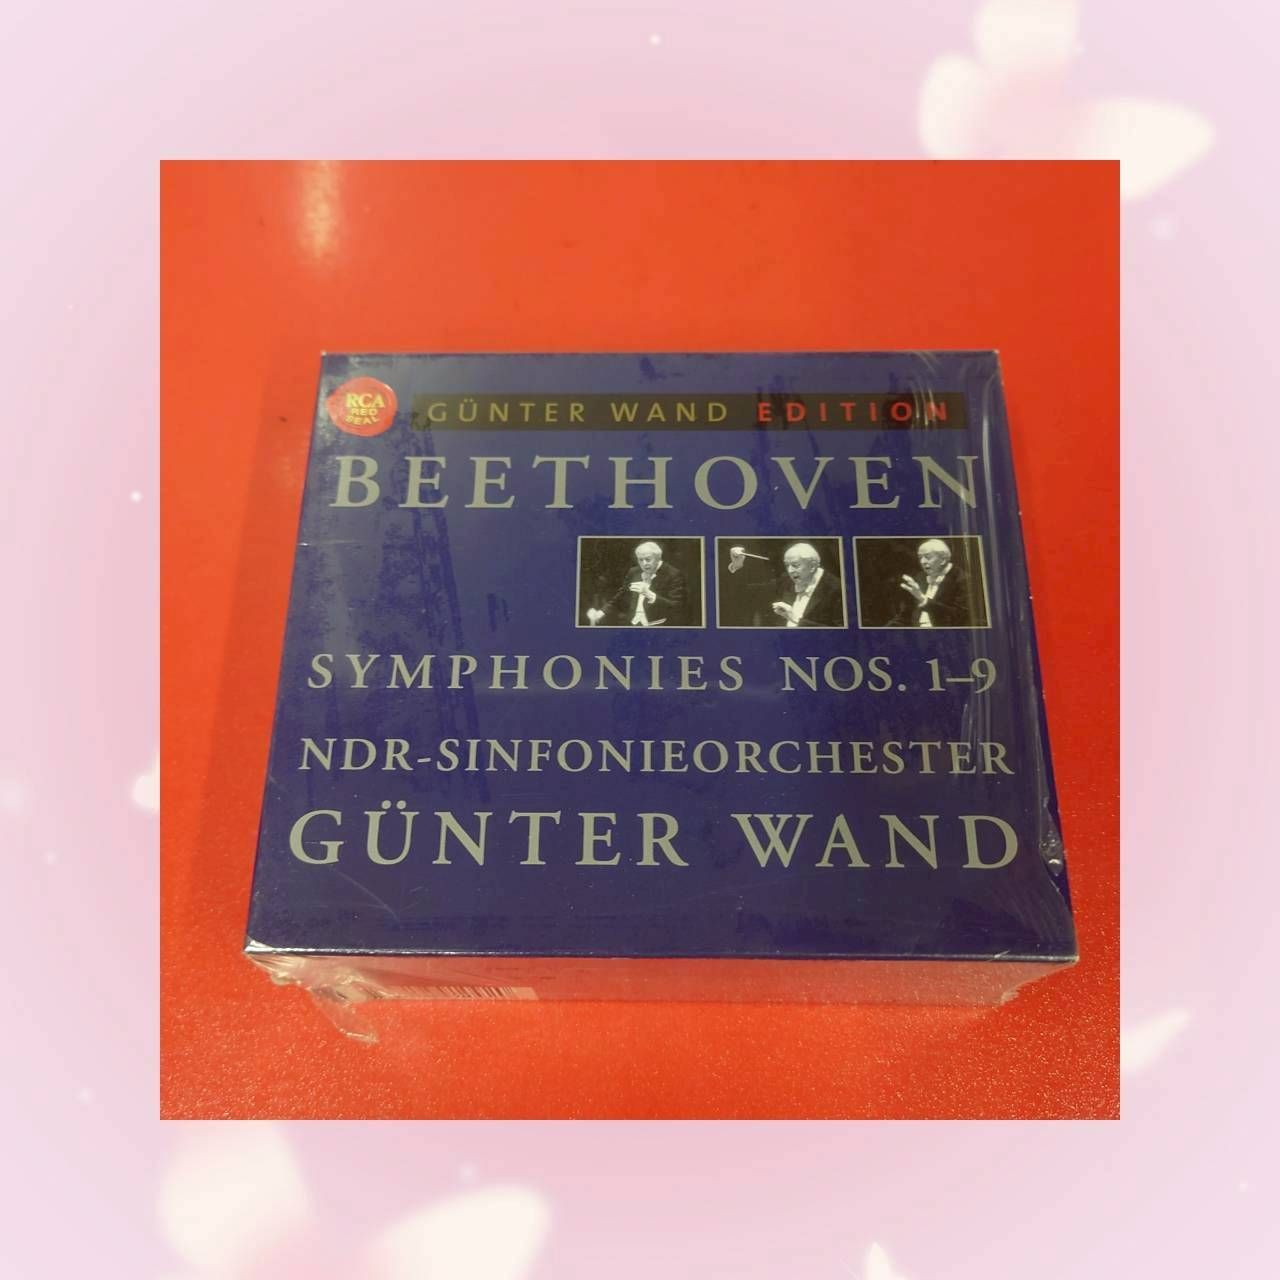 RCA
RED
SEAL
GÜNTER WAND EDITION
BEETHOVEN
SYMPHONIES NOS. 1–9
NDR-SINFONIEORCHESTER
GÜNTER WAND